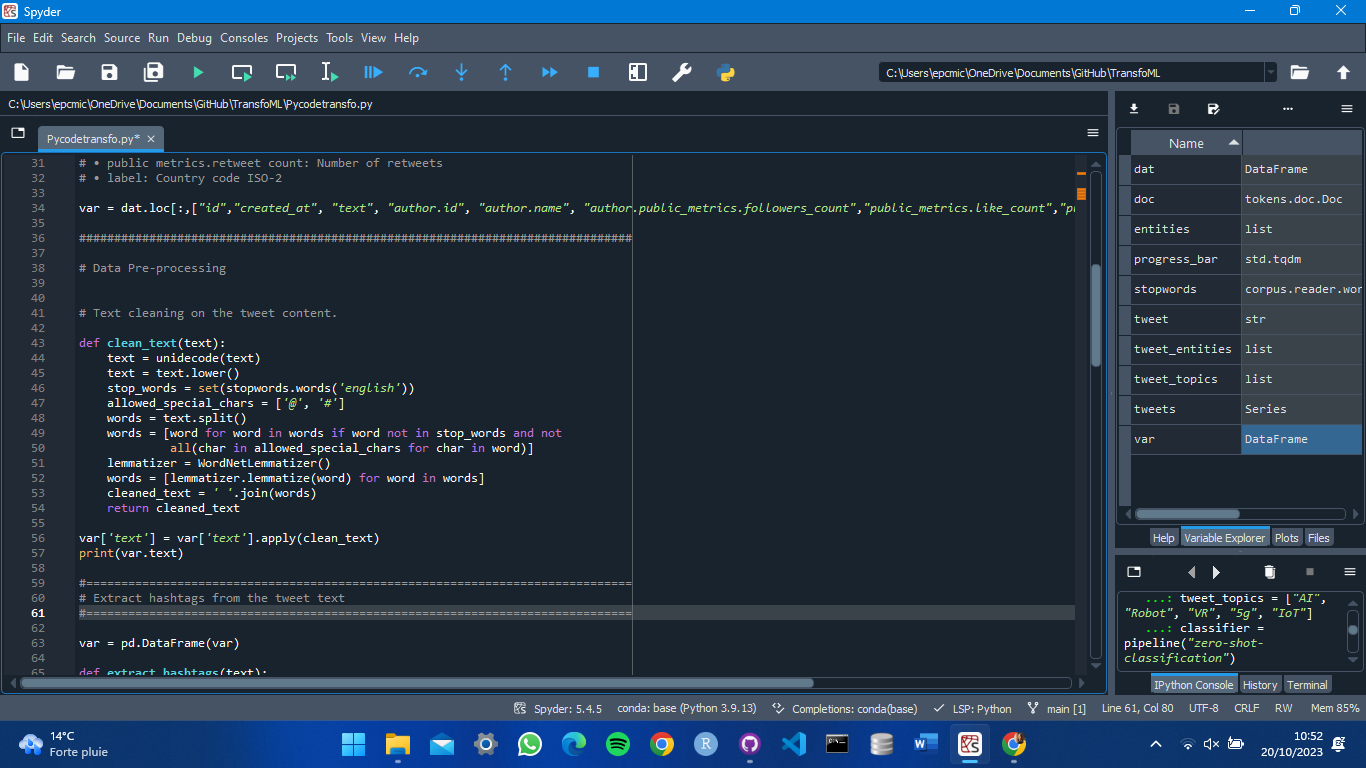 Spyder
File Edit Search Source Run Debug Consoles Projects Tools View Help
C:\Users\epcmic\OneDrive\Documents\GitHub\TransfoML
C:\Users\epcmic\OneDrive\Documents\GitHub\TransfoML\Pycodetransfo.py
Pycodetransfo.py*
31 # • public metrics.retweet count: Number of retweets
32 # • label: Country code ISO-2
33
34 var = dat.loc[:,["id","created_at", "text", "author.id", "author.name", "author.public_metrics.followers_count","public_metrics.like_count","pu
35
36 ###############################################################################
37
38 # Data Pre-processing
39
40
41 # Text cleaning on the tweet content.
42
43 def clean_text(text):
44     text = unidecode(text)
45     text = text.lower()
46     stop_words = set(stopwords.words('english'))
47     allowed_special_chars = ['@', '#']
48     words = text.split()
49     words = [word for word in words if word not in stop_words and not
50              all(char in allowed_special_chars for char in word)]
51     lemmatizer = WordNetLemmatizer()
52     words = [lemmatizer.lemmatize(word) for word in words]
53     cleaned_text = ' '.join(words)
54     return cleaned_text
55
56 var['text'] = var['text'].apply(clean_text)
57 print(var.text)
58
59 #==============================================================================
60 # Extract hashtags from the tweet text
61 #==============================================================================
62
63 var = pd.DataFrame(var)
64
65 def extract_hashtags(text):
Name
dat DataFrame
doc tokens.doc.Doc
entities list
progress_bar std.tqdm
stopwords corpus.reader.wor
tweet str
tweet_entities list
tweet_topics list
tweets Series
var DataFrame
Help Variable Explorer Plots Files
...: tweet_topics = ["AI",
"Robot", "VR", "5g", "IoT"]
...: classifier =
pipeline("zero-shot-
classification")
IPython Console History Terminal
Spyder: 5.4.5 conda: base (Python 3.9.13) Completions: conda(base) LSP: Python main [1] Line 61, Col 80 UTF-8 CRLF RW Mem 85%
14°C
Forte pluie
10:52
20/10/2023